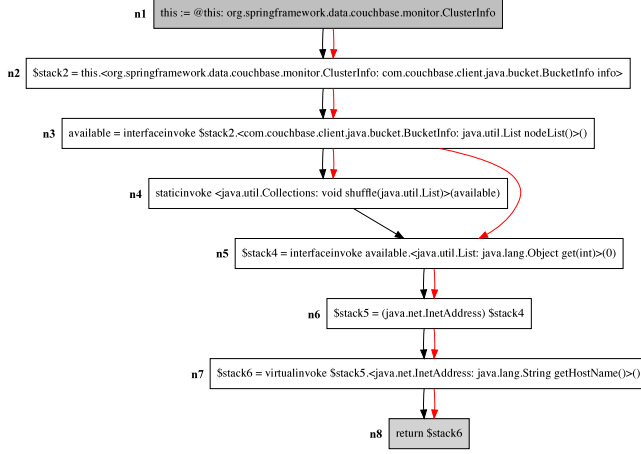 n1 this := @this: org.springframework.data.couchbase.monitor.ClusterInfo
n2 $stack2 = this.<org.springframework.data.couchbase.monitor.ClusterInfo: com.couchbase.client.java.bucket.BucketInfo info>
n3 available = interfaceinvoke $stack2.<com.couchbase.client.java.bucket.BucketInfo: java.util.List nodeList()>()
n4 staticinvoke <java.util.Collections: void shuffle(java.util.List)>(available)
n5 $stack4 = interfaceinvoke available.<java.util.List: java.lang.Object get(int)>(0)
n6 $stack5 = (java.net.InetAddress) $stack4
n7 $stack6 = virtualinvoke $stack5.<java.net.InetAddress: java.lang.String getHostName()>()
n8 return $stack6